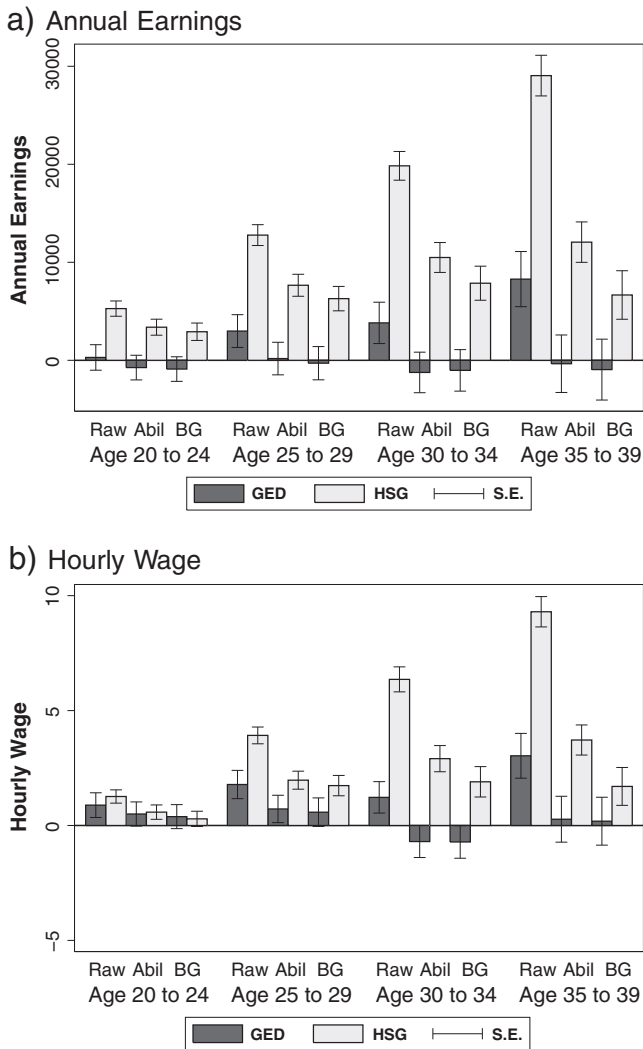 a) Annual Earnings
Annual Earnings
30000
20000
10000
0
Raw Abil BG Raw Abil BG Raw Abil BG Raw Abil BG
Age 20 to 24 Age 25 to 29 Age 30 to 34 Age 35 to 39
GED HSG S.E.
b) Hourly Wage
Hourly Wage
10
5
0
−5
Raw Abil BG Raw Abil BG Raw Abil BG Raw Abil BG
Age 20 to 24 Age 25 to 29 Age 30 to 34 Age 35 to 39
GED HSG S.E.